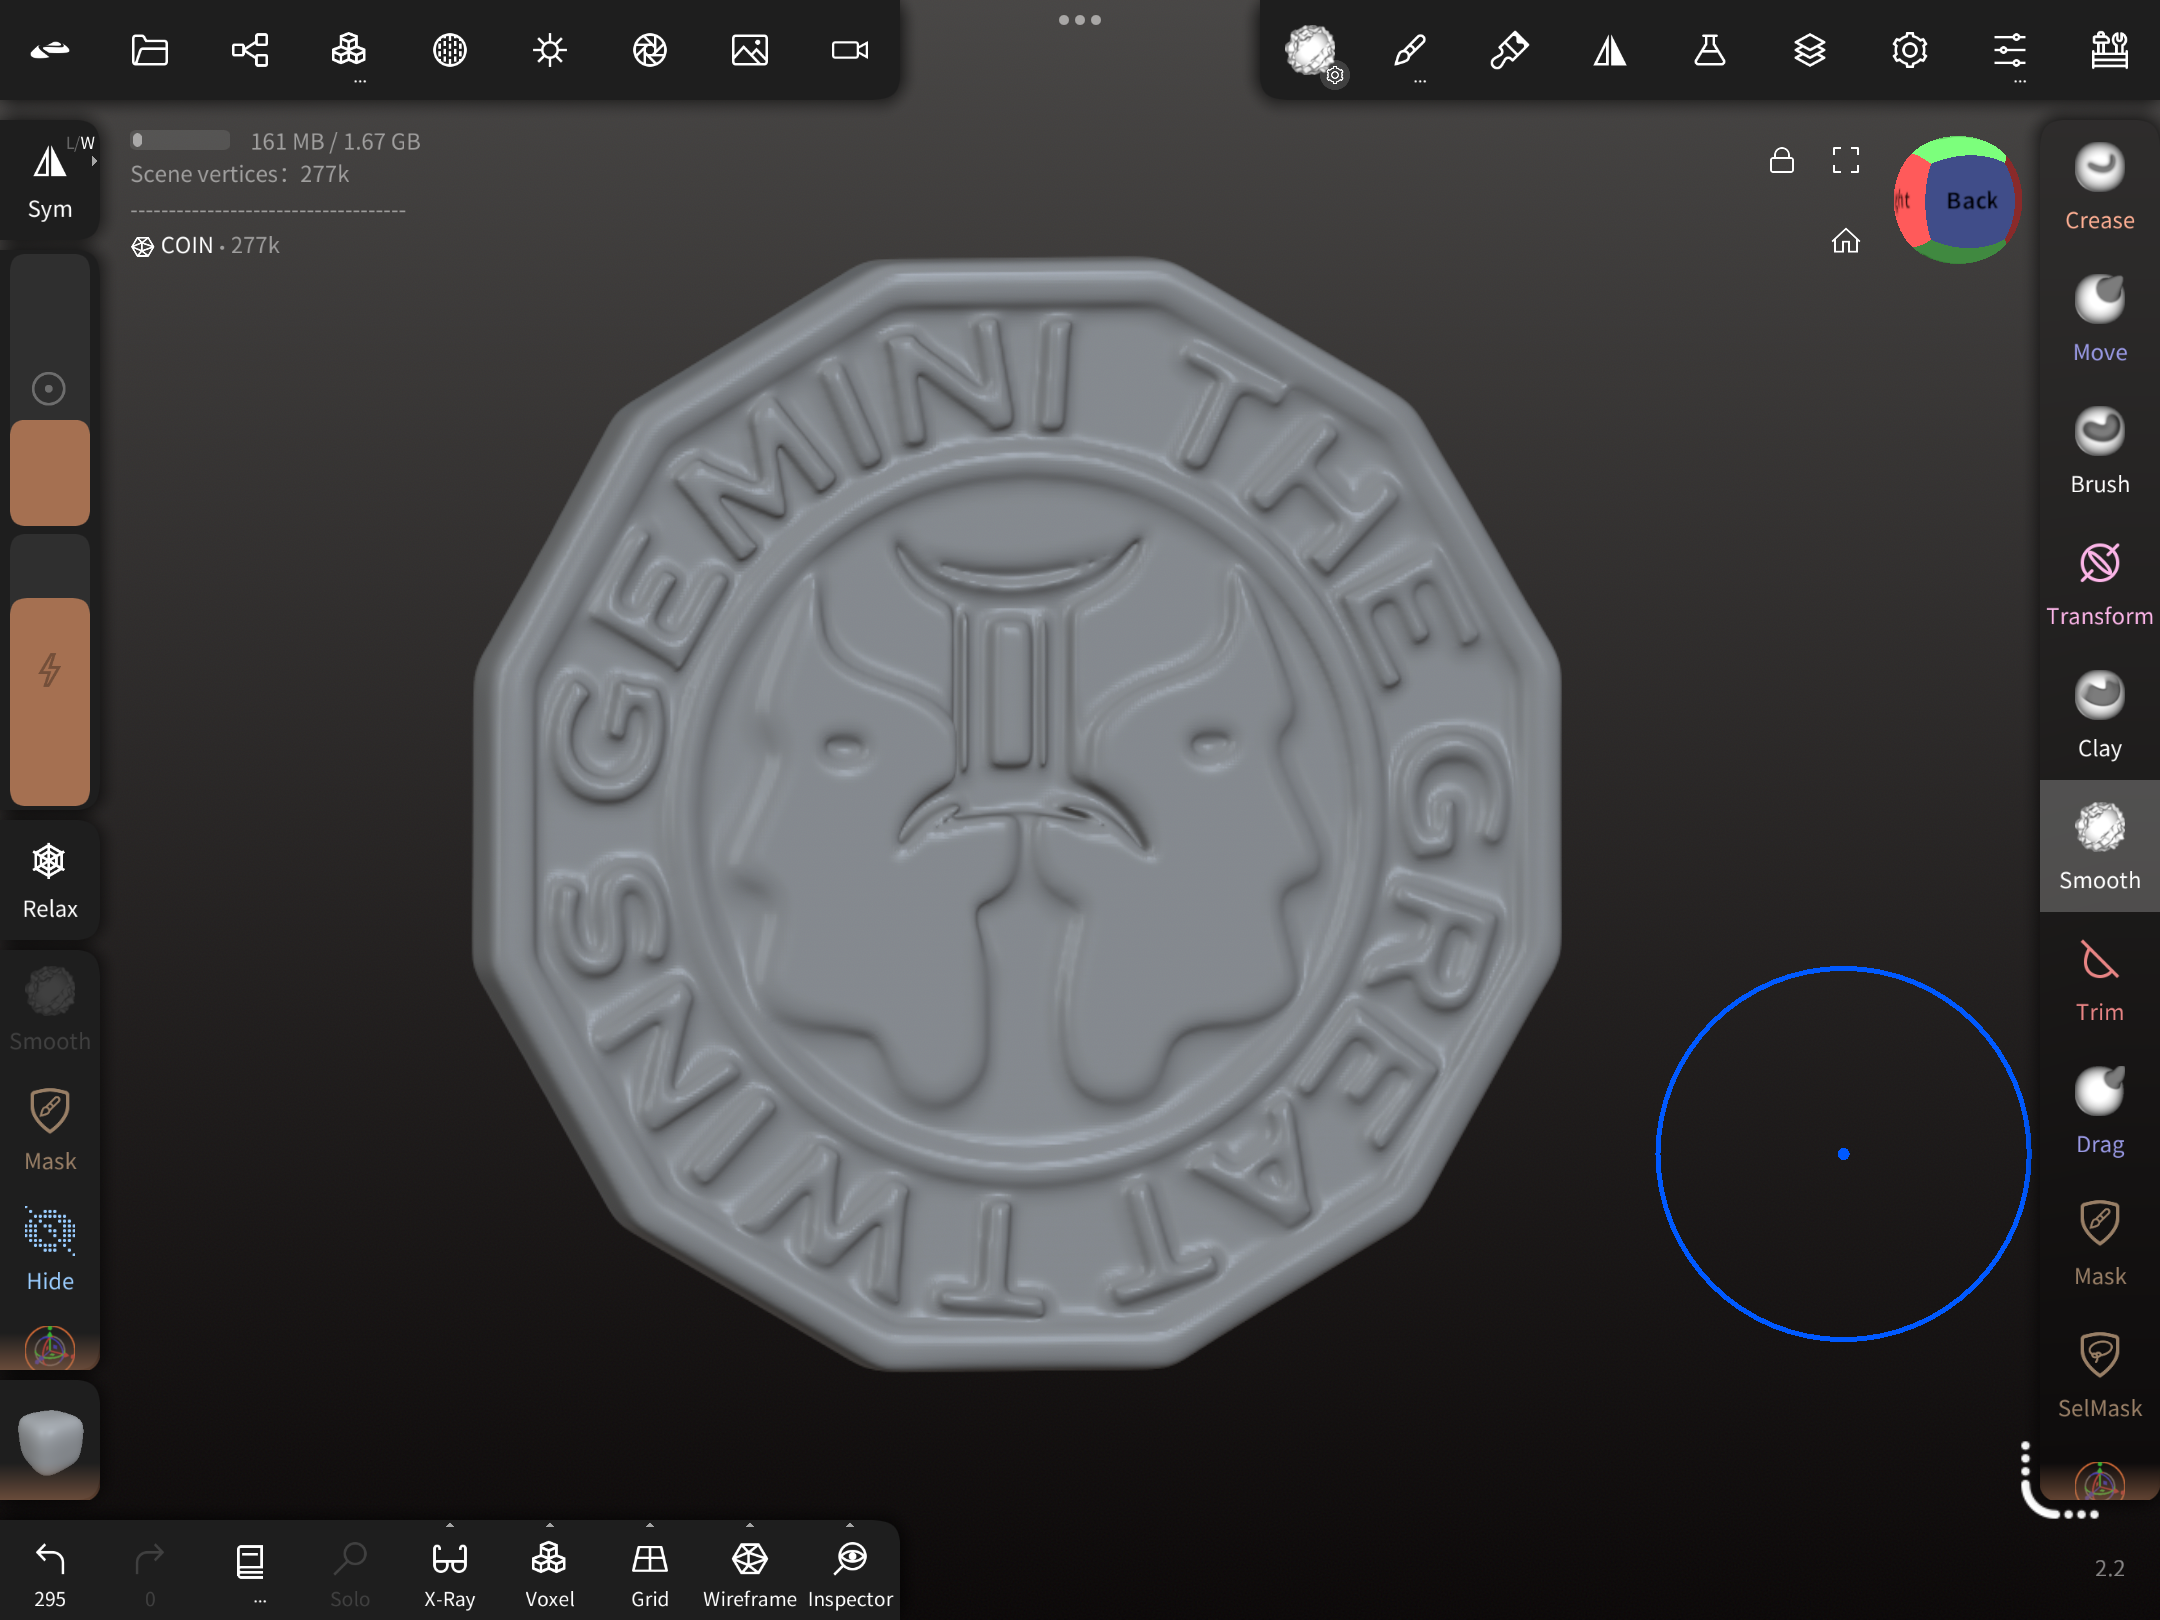 L/W
Sym
161 MB / 1.67 GB
Scene vertices: 277k
------------------------------------
COIN • 277k
ht
Back
GEMINI THE GREAT TWINS
Relax
Smooth
Mask
Hide
Crease
Move
Brush
Transform
Clay
Smooth
Trim
Drag
Mask
SelMask
295
0
...
Solo
X-Ray
Voxel
Grid
Wireframe
Inspector
2.2